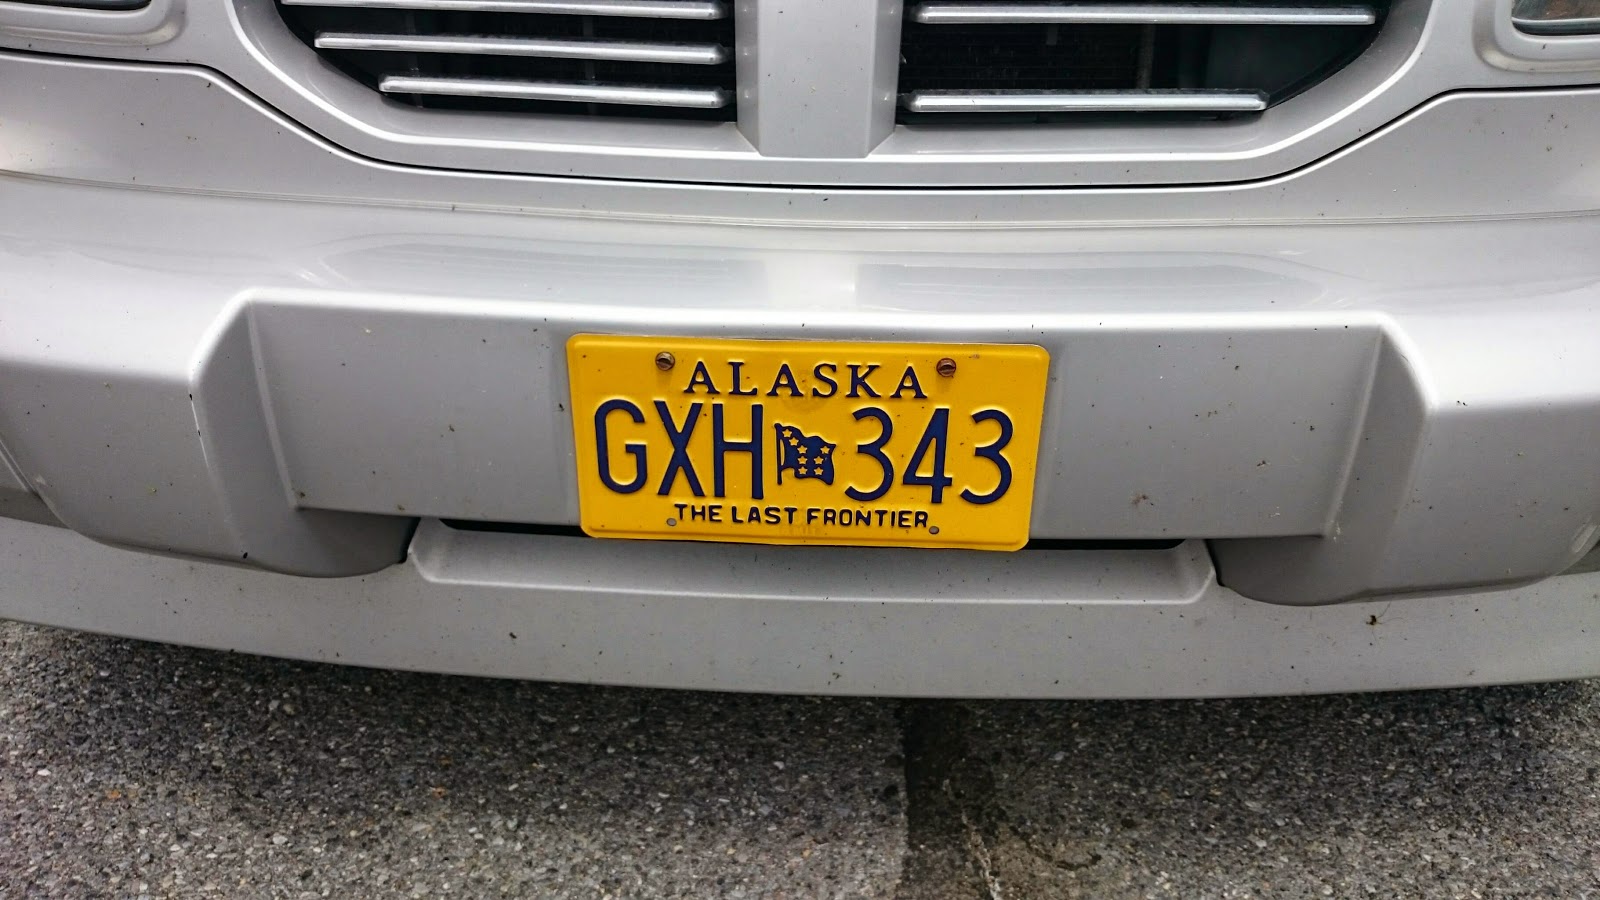 ALASKA
GXH 343
THE LAST FRONTIER